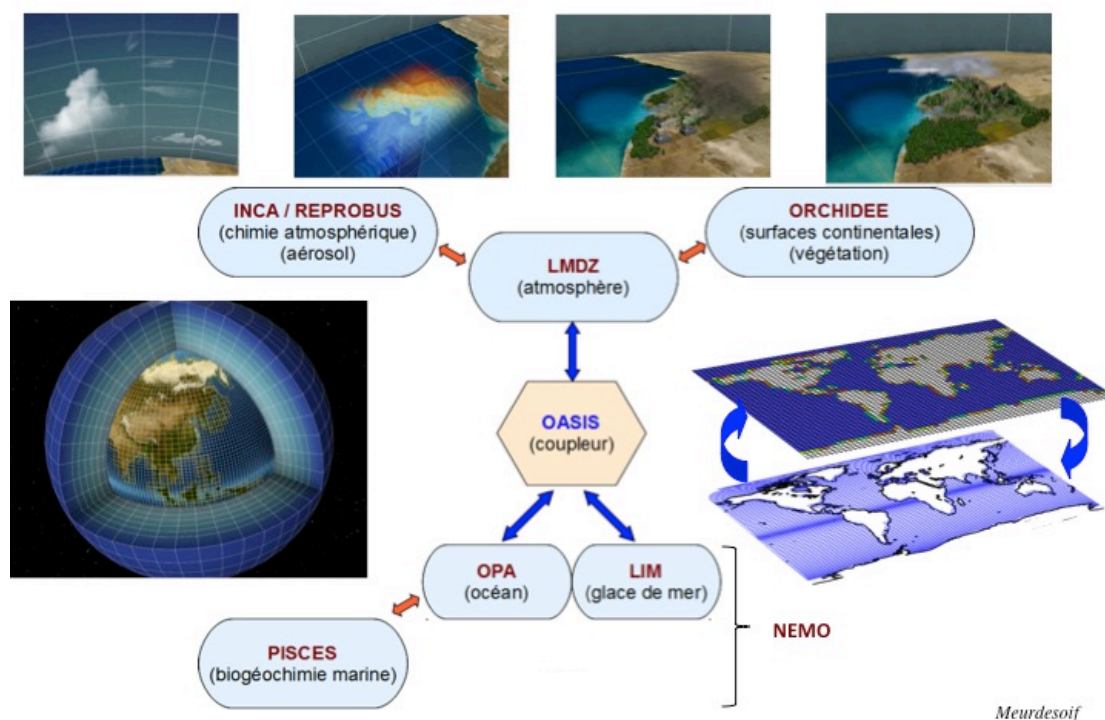 INCA / REPROBUS
(chimie atmosphérique)
(aérosol)
ORCHIDEE
(surfaces continentales)
(végétation)
LMDZ
(atmosphère)
OASIS
(coupleur)
OPA
(océan)
LIM
(glace de mer)
NEMO
PISCES
(biogéochimie marine)
Meurdesoif